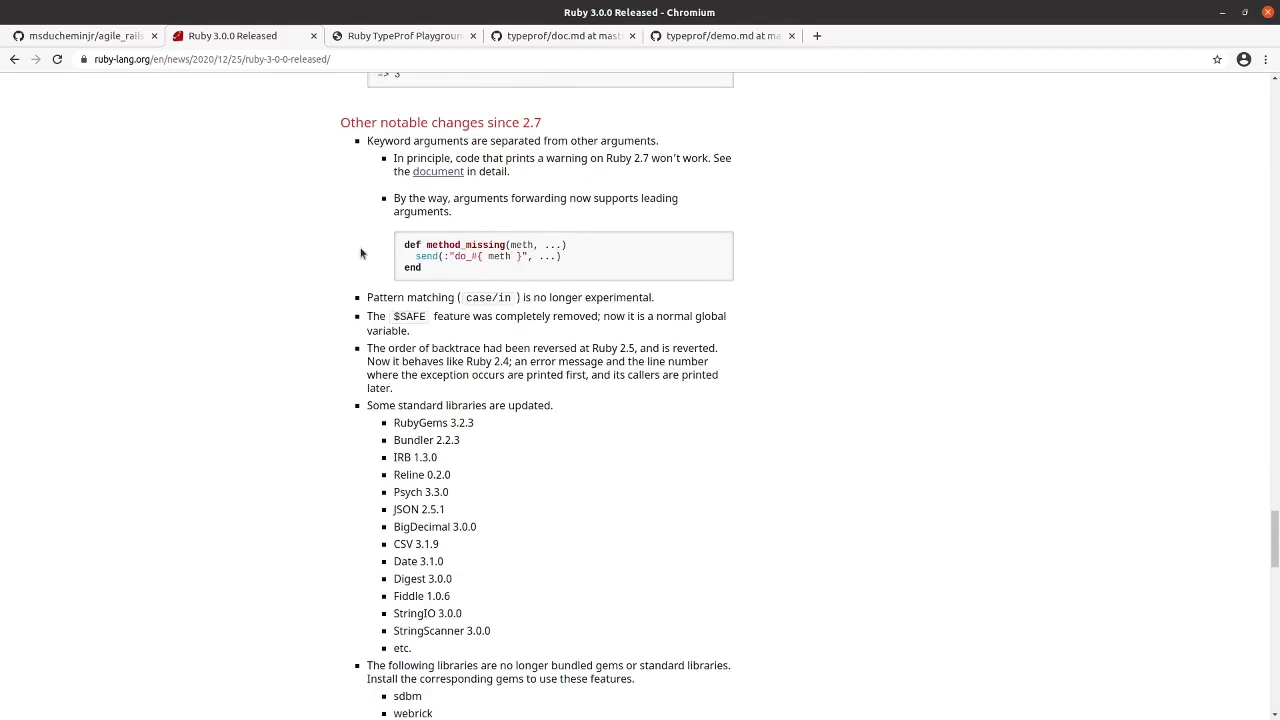 Ruby 3.0.0 Released - Chromium
msducheminjr/agile_rails
Ruby 3.0.0 Released
Ruby TypeProf Playgroun
typeprof/doc.md at mast
typeprof/demo.md at ma
ruby-lang.org/en/news/2020/12/25/ruby-3-0-0-released/
=> 3
Other notable changes since 2.7
Keyword arguments are separated from other arguments.
In principle, code that prints a warning on Ruby 2.7 won't work. See
the document in detail.
By the way, arguments forwarding now supports leading
arguments.
def method_missing(meth, ...)
send(:"do_#{ meth }", ...)
end
Pattern matching ( case/in ) is no longer experimental.
The $SAFE feature was completely removed; now it is a normal global
variable.
The order of backtrace had been reversed at Ruby 2.5, and is reverted.
Now it behaves like Ruby 2.4; an error message and the line number
where the exception occurs are printed first, and its callers are printed
later.
Some standard libraries are updated.
RubyGems 3.2.3
Bundler 2.2.3
IRB 1.3.0
Reline 0.2.0
Psych 3.3.0
JSON 2.5.1
BigDecimal 3.0.0
CSV 3.1.9
Date 3.1.0
Digest 3.0.0
Fiddle 1.0.6
StringIO 3.0.0
StringScanner 3.0.0
etc.
The following libraries are no longer bundled gems or standard libraries.
Install the corresponding gems to use these features.
sdbm
webrick